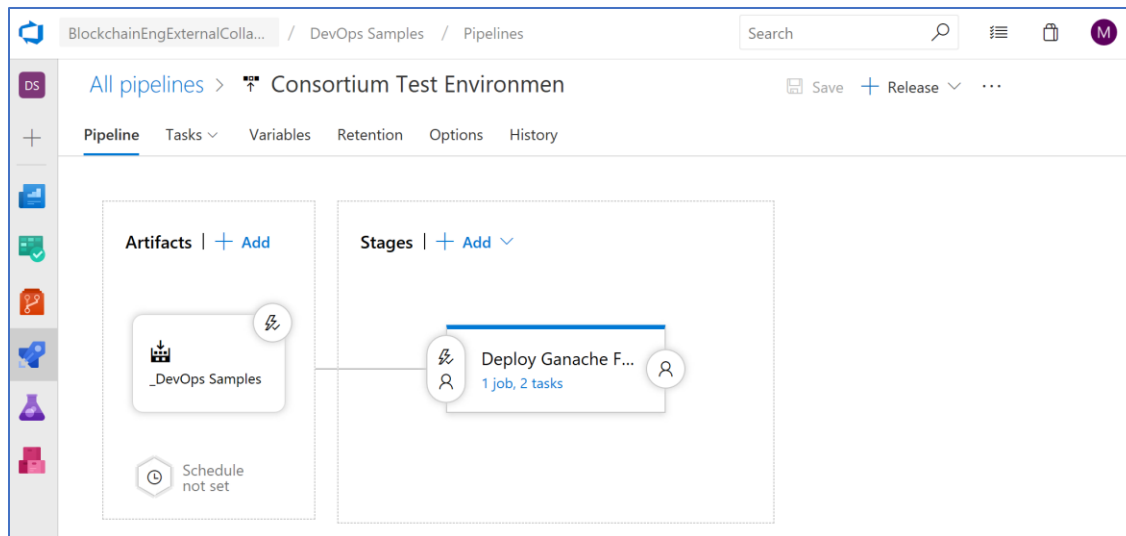 BlockchainEngExternalColla... / DevOps Samples / Pipelines
Search
M
DS
All pipelines > Consortium Test Environmen
Save + Release ...
Pipeline Tasks Variables Retention Options History
Artifacts | + Add
Stages | + Add
_DevOps Samples
Deploy Ganache F...
1 job, 2 tasks
Schedule
not set